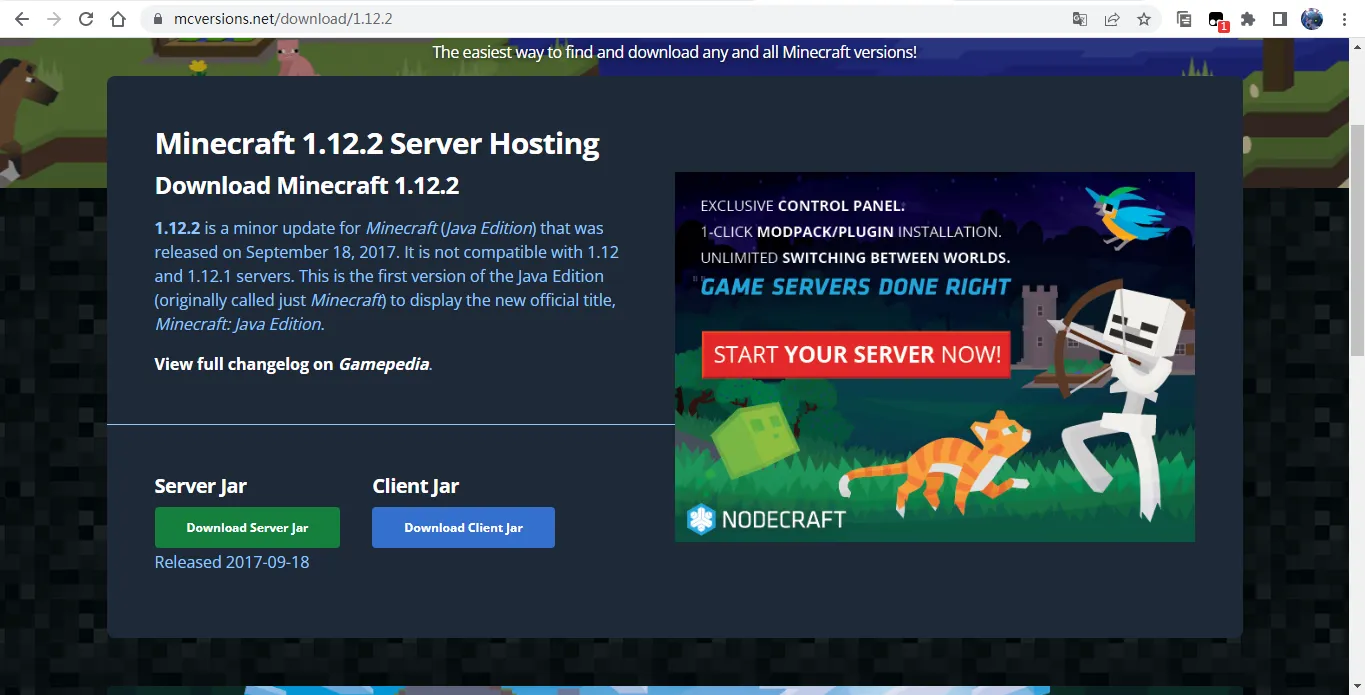 mcversions.net/download/1.12.2
1
The easiest way to find and download any and all Minecraft versions!
Minecraft 1.12.2 Server Hosting
Download Minecraft 1.12.2
1.12.2 is a minor update for Minecraft (Java Edition) that was
released on September 18, 2017. It is not compatible with 1.12
and 1.12.1 servers. This is the first version of the Java Edition
(originally called just Minecraft) to display the new official title,
Minecraft: Java Edition.
View full changelog on Gamepedia.
EXCLUSIVE CONTROL PANEL.
1-CLICK MODPACK/PLUGIN INSTALLATION.
UNLIMITED SWITCHING BETWEEN WORLDS.
GAME SERVERS DONE RIGHT
START YOUR SERVER NOW!
NODECRAFT
Server Jar
Download Server Jar
Released 2017-09-18
Client Jar
Download Client Jar